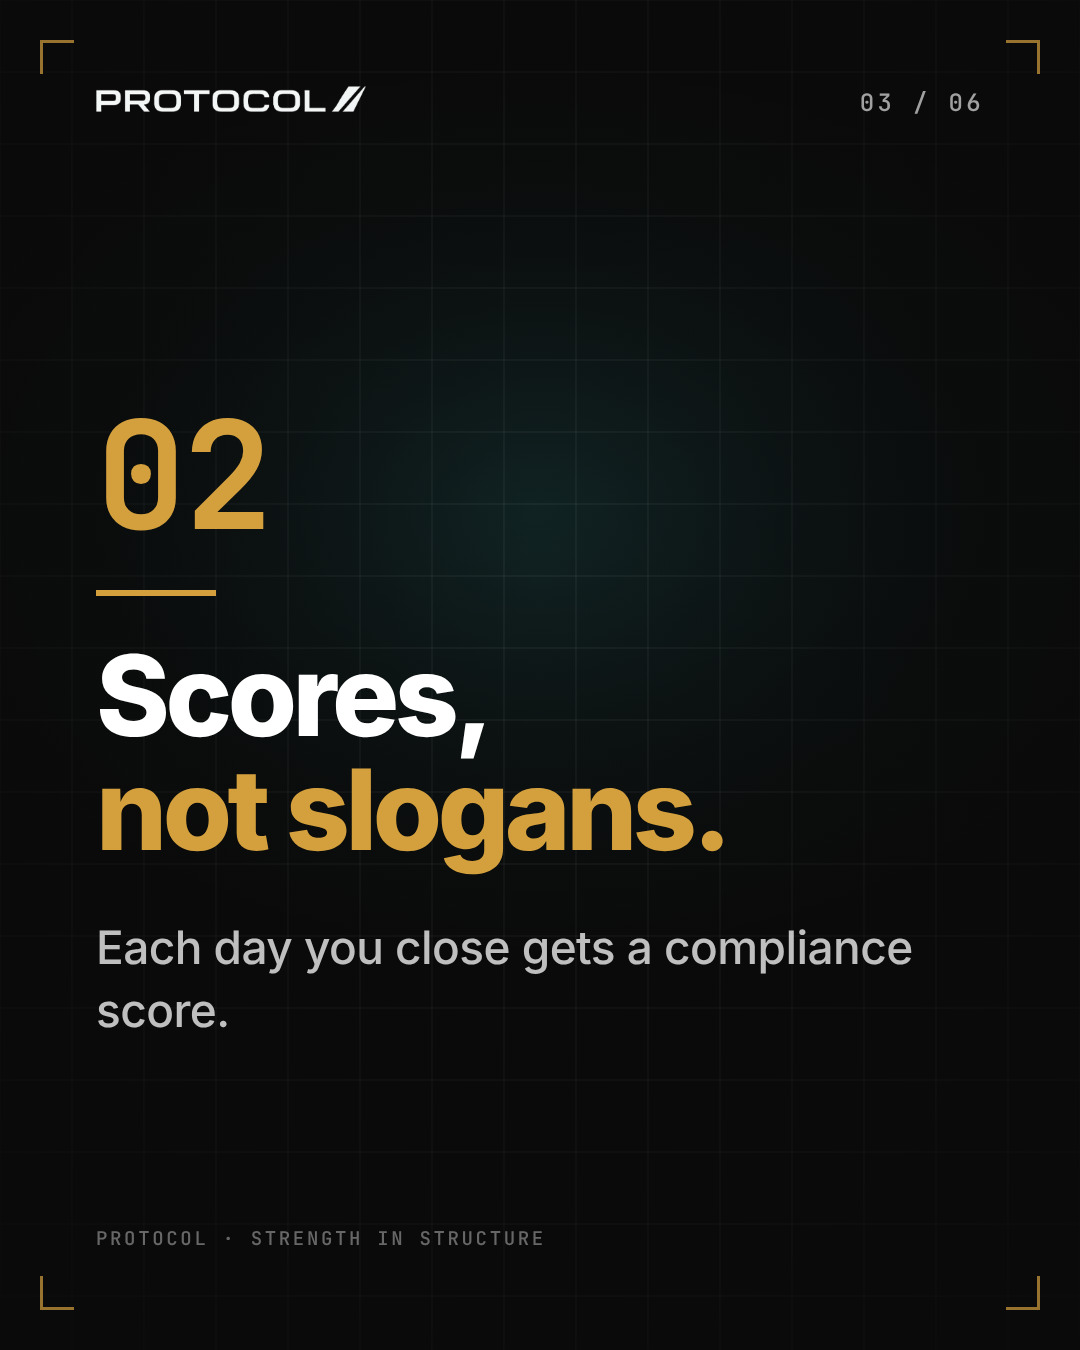 PROTOCOL
03 / 06
02
Scores,
not slogans.
Each day you close gets a compliance
score.
PROTOCOL · STRENGTH IN STRUCTURE